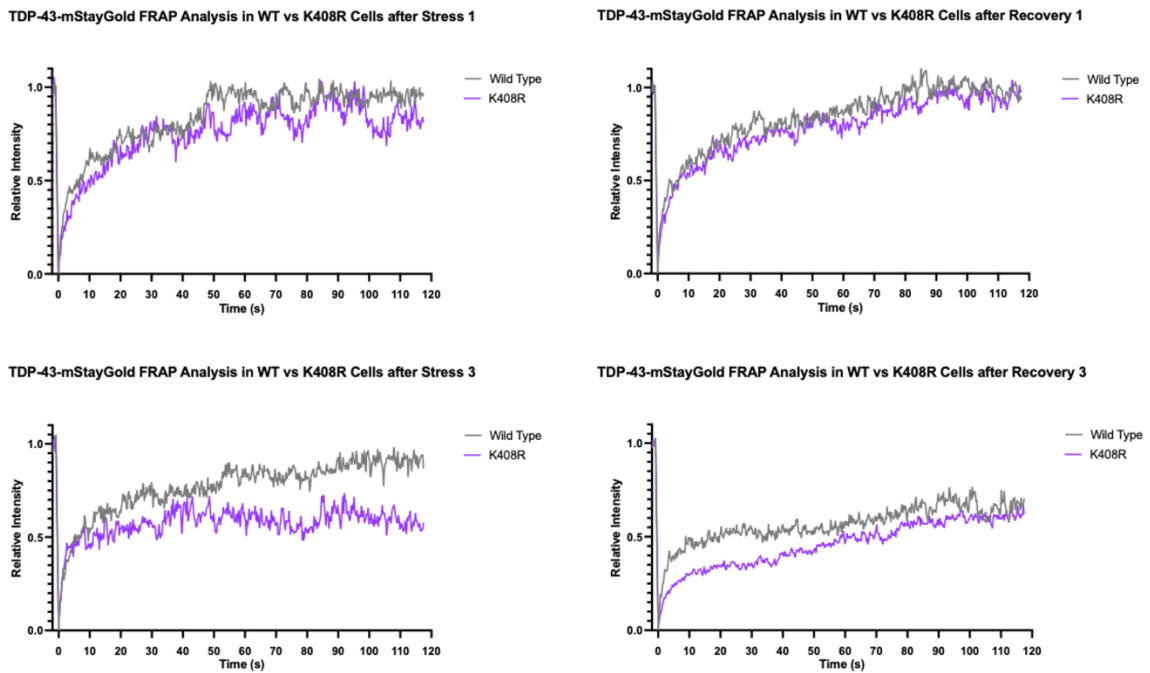 TDP-43-mStayGold FRAP Analysis in WT vs K408R Cells after Stress 1
Relative Intensity
1.0
0.5
0.0
0 10 20 30 40 50 60 70 80 90 100 110 120
Time (s)
Wild Type
K408R
TDP-43-mStayGold FRAP Analysis in WT vs K408R Cells after Recovery 1
Relative Intensity
1.0
0.5
0.0
0 10 20 30 40 50 60 70 80 90 100 110 120
Time (s)
Wild Type
K408R
TDP-43-mStayGold FRAP Analysis in WT vs K408R Cells after Stress 3
Relative Intensity
1.0
0.5
0.0
0 10 20 30 40 50 60 70 80 90 100 110 120
Time (s)
Wild Type
K408R
TDP-43-mStayGold FRAP Analysis in WT vs K408R Cells after Recovery 3
Relative Intensity
1.0
0.5
0.0
0 10 20 30 40 50 60 70 80 90 100 110 120
Time (s)
Wild Type
K408R